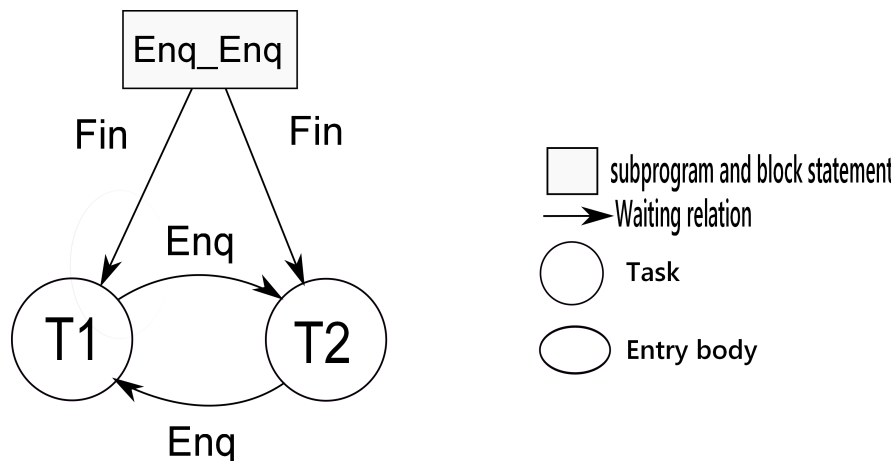 Enq_Enq
Fin
Fin
Enq
T1
T2
Enq
subprogram and block statement
Waiting relation
Task
Entry body